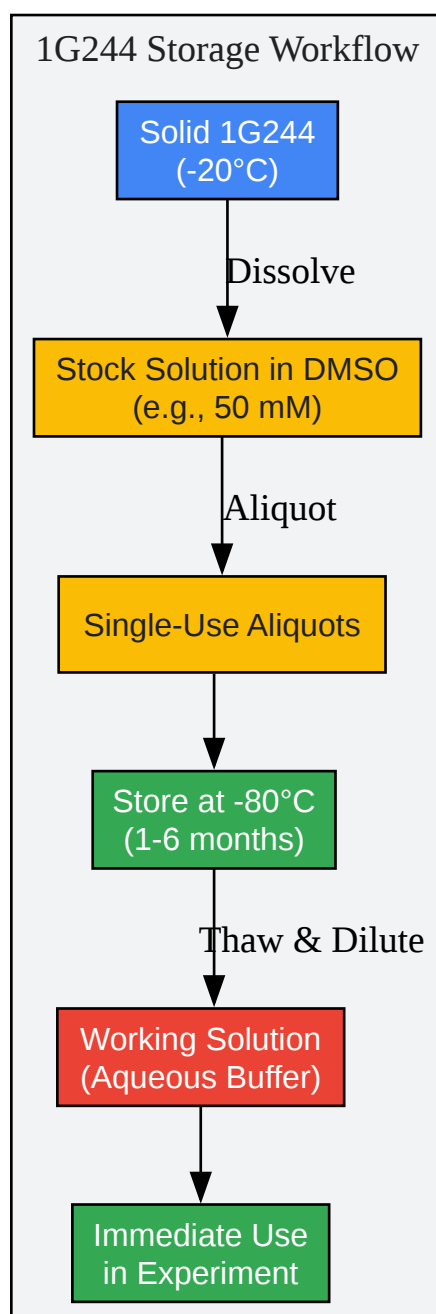 1G244 Storage Workflow
Solid 1G244
(-20°C)
Dissolve
Stock Solution in DMSO
(e.g., 50 mM)
Aliquot
Single-Use Aliquots
Store at -80°C
(1-6 months)
Thaw & Dilute
Working Solution
(Aqueous Buffer)
Immediate Use
in Experiment